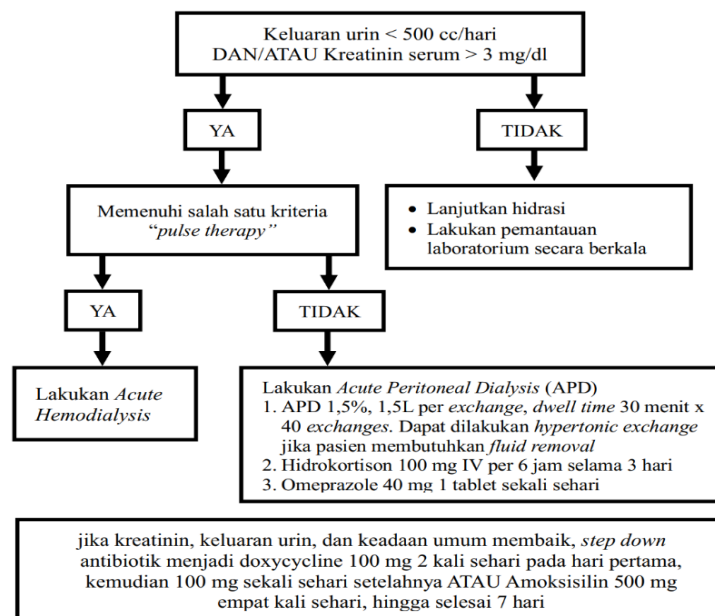 Keluaran urin < 500 cc/hari
DAN/ATAU Kreatinin serum > 3 mg/dl
YA
TIDAK
Memenuhi salah satu kriteria
“pulse therapy”
• Lanjutkan hidrasi
• Lakukan pemantauan
laboratorium secara berkala
YA
TIDAK
Lakukan Acute
Hemodialysis
Lakukan Acute Peritoneal Dialysis (APD)
1. APD 1,5%, 1,5L per exchange, dwell time 30 menit x
40 exchanges. Dapat dilakukan hypertonic exchange
jika pasien membutuhkan fluid removal
2. Hidrokortison 100 mg IV per 6 jam selama 3 hari
3. Omeprazole 40 mg 1 tablet sekali sehari
jika kreatinin, keluaran urin, dan keadaan umum membaik, step down
antibiotik menjadi doxycycline 100 mg 2 kali sehari pada hari pertama,
kemudian 100 mg sekali sehari setelahnya ATAU Amoksisilin 500 mg
empat kali sehari, hingga selesai 7 hari